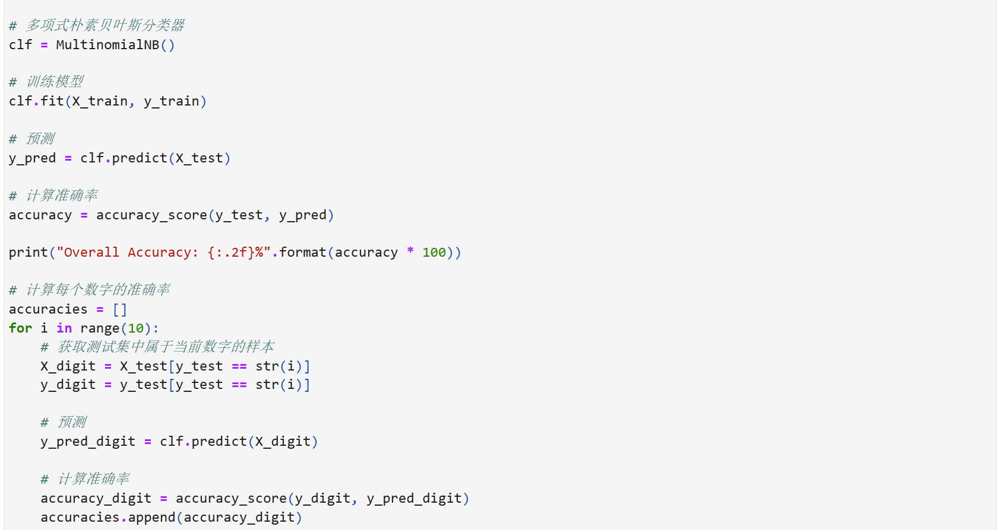 # 多项式朴素贝叶斯分类器
clf = MultinomialNB()
# 训练模型
clf.fit(X_train, y_train)
# 预测
y_pred = clf.predict(X_test)
# 计算准确率
accuracy = accuracy_score(y_test, y_pred)
print("Overall Accuracy: {:.2f}%".format(accuracy * 100))
# 计算每个数字的准确率
accuracies = []
for i in range(10):
    # 获取测试集中属于当前数字的样本
    X_digit = X_test[y_test == str(i)]
    y_digit = y_test[y_test == str(i)]
    # 预测
    y_pred_digit = clf.predict(X_digit)
    # 计算准确率
    accuracy_digit = accuracy_score(y_digit, y_pred_digit)
    accuracies.append(accuracy_digit)